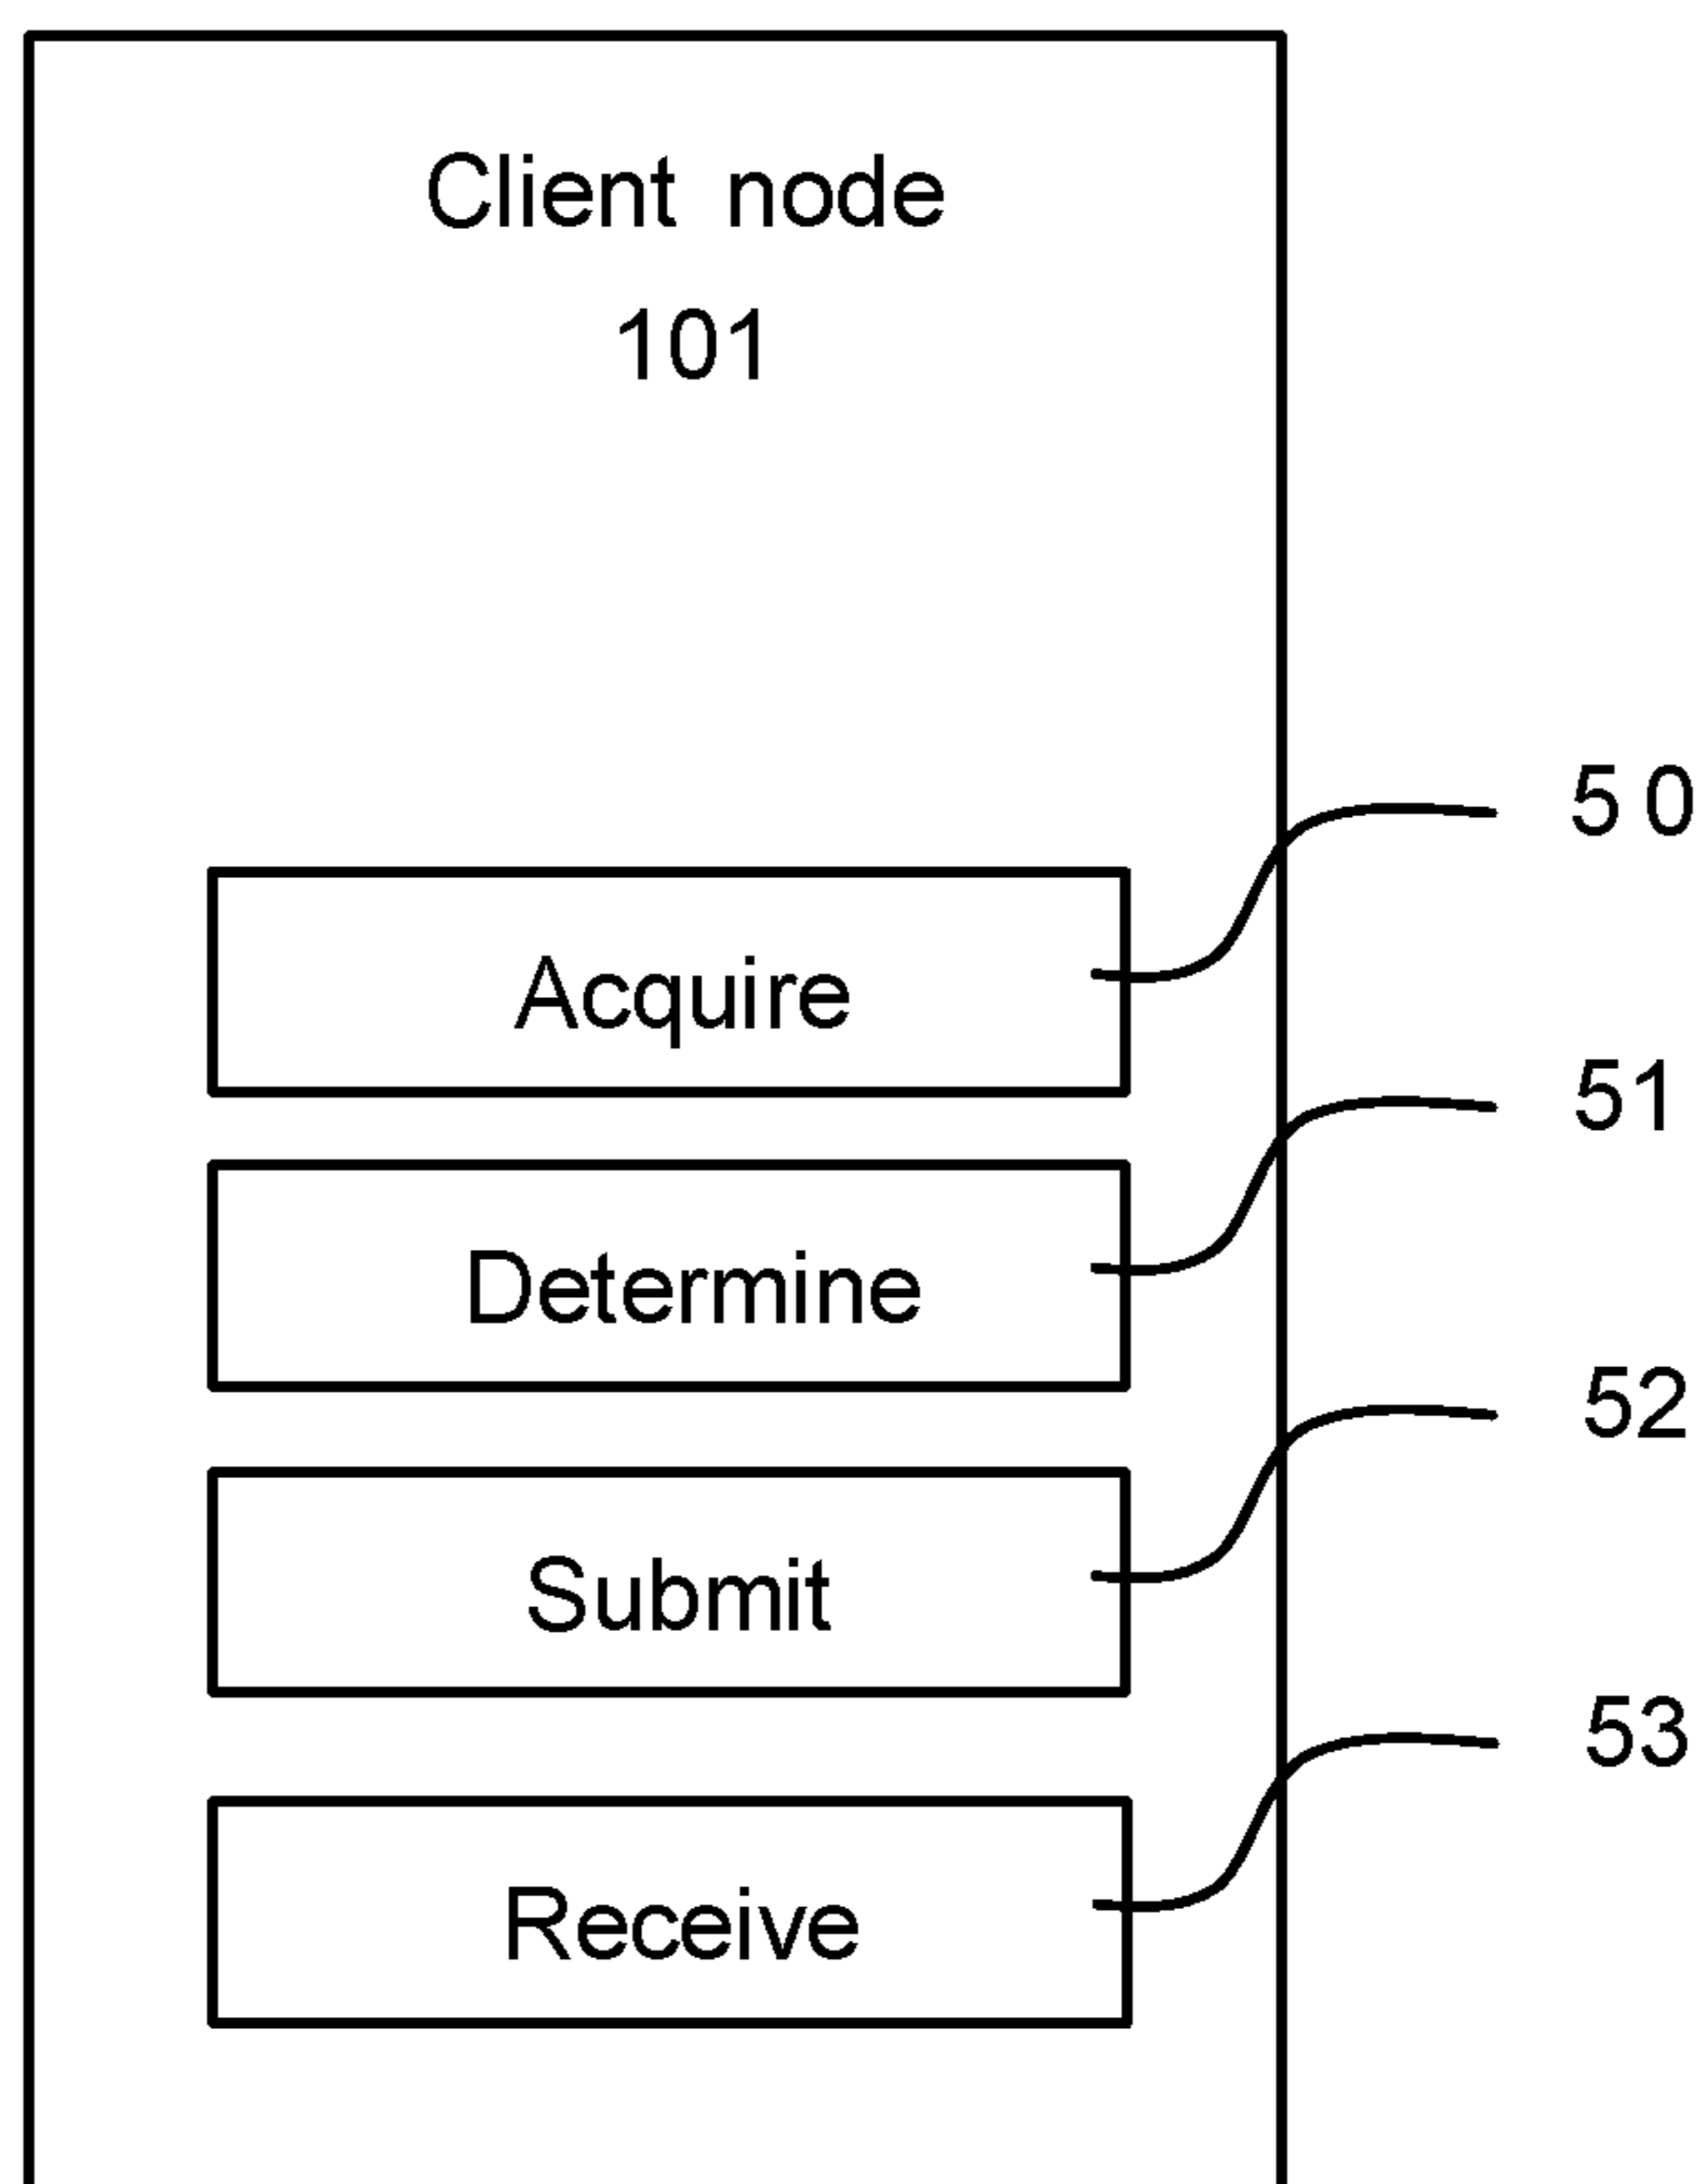 Client node
101
50
Acquire
51
Determine
52
Submit
53
Receive